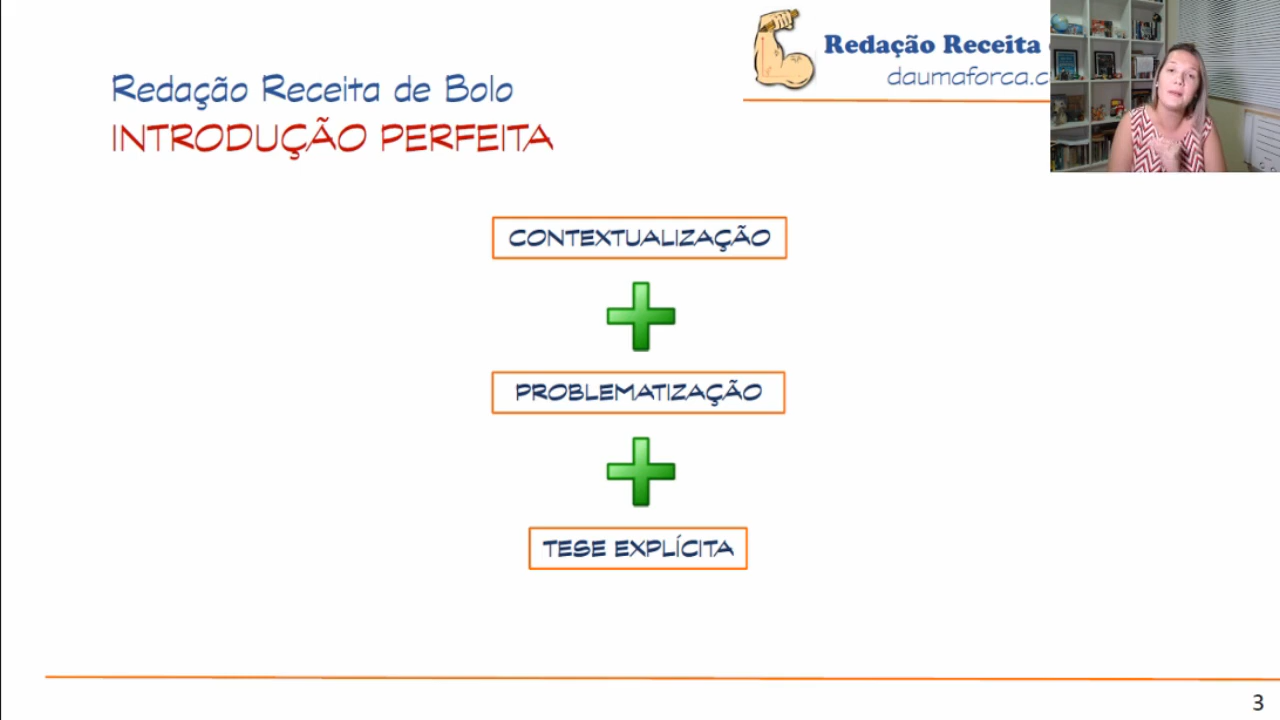 Redação Receita
daumaforca.c
Redação Receita de Bolo
INTRODUÇÃO PERFEITA
CONTEXTUALIZAÇÃO
PROBLEMATIZAÇÃO
TESE EXPLÍCITA
3